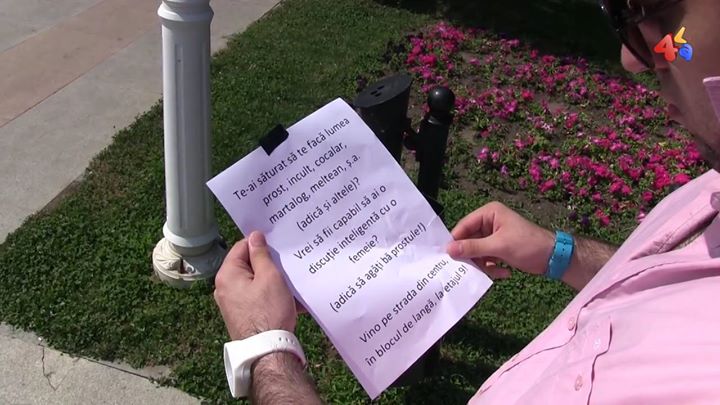 Te-ai săturat să te facă lumea
prost, incult, cocalar,
martalog, meltean, ș.a.
(adică și altele)?
Vrei să fii capabil să ai o
discuție inteligentă cu o
femeie?
(adică să agăți bă prostule!)
Vino pe strada din centru,
în blocul de langă, la etajul 9!
4